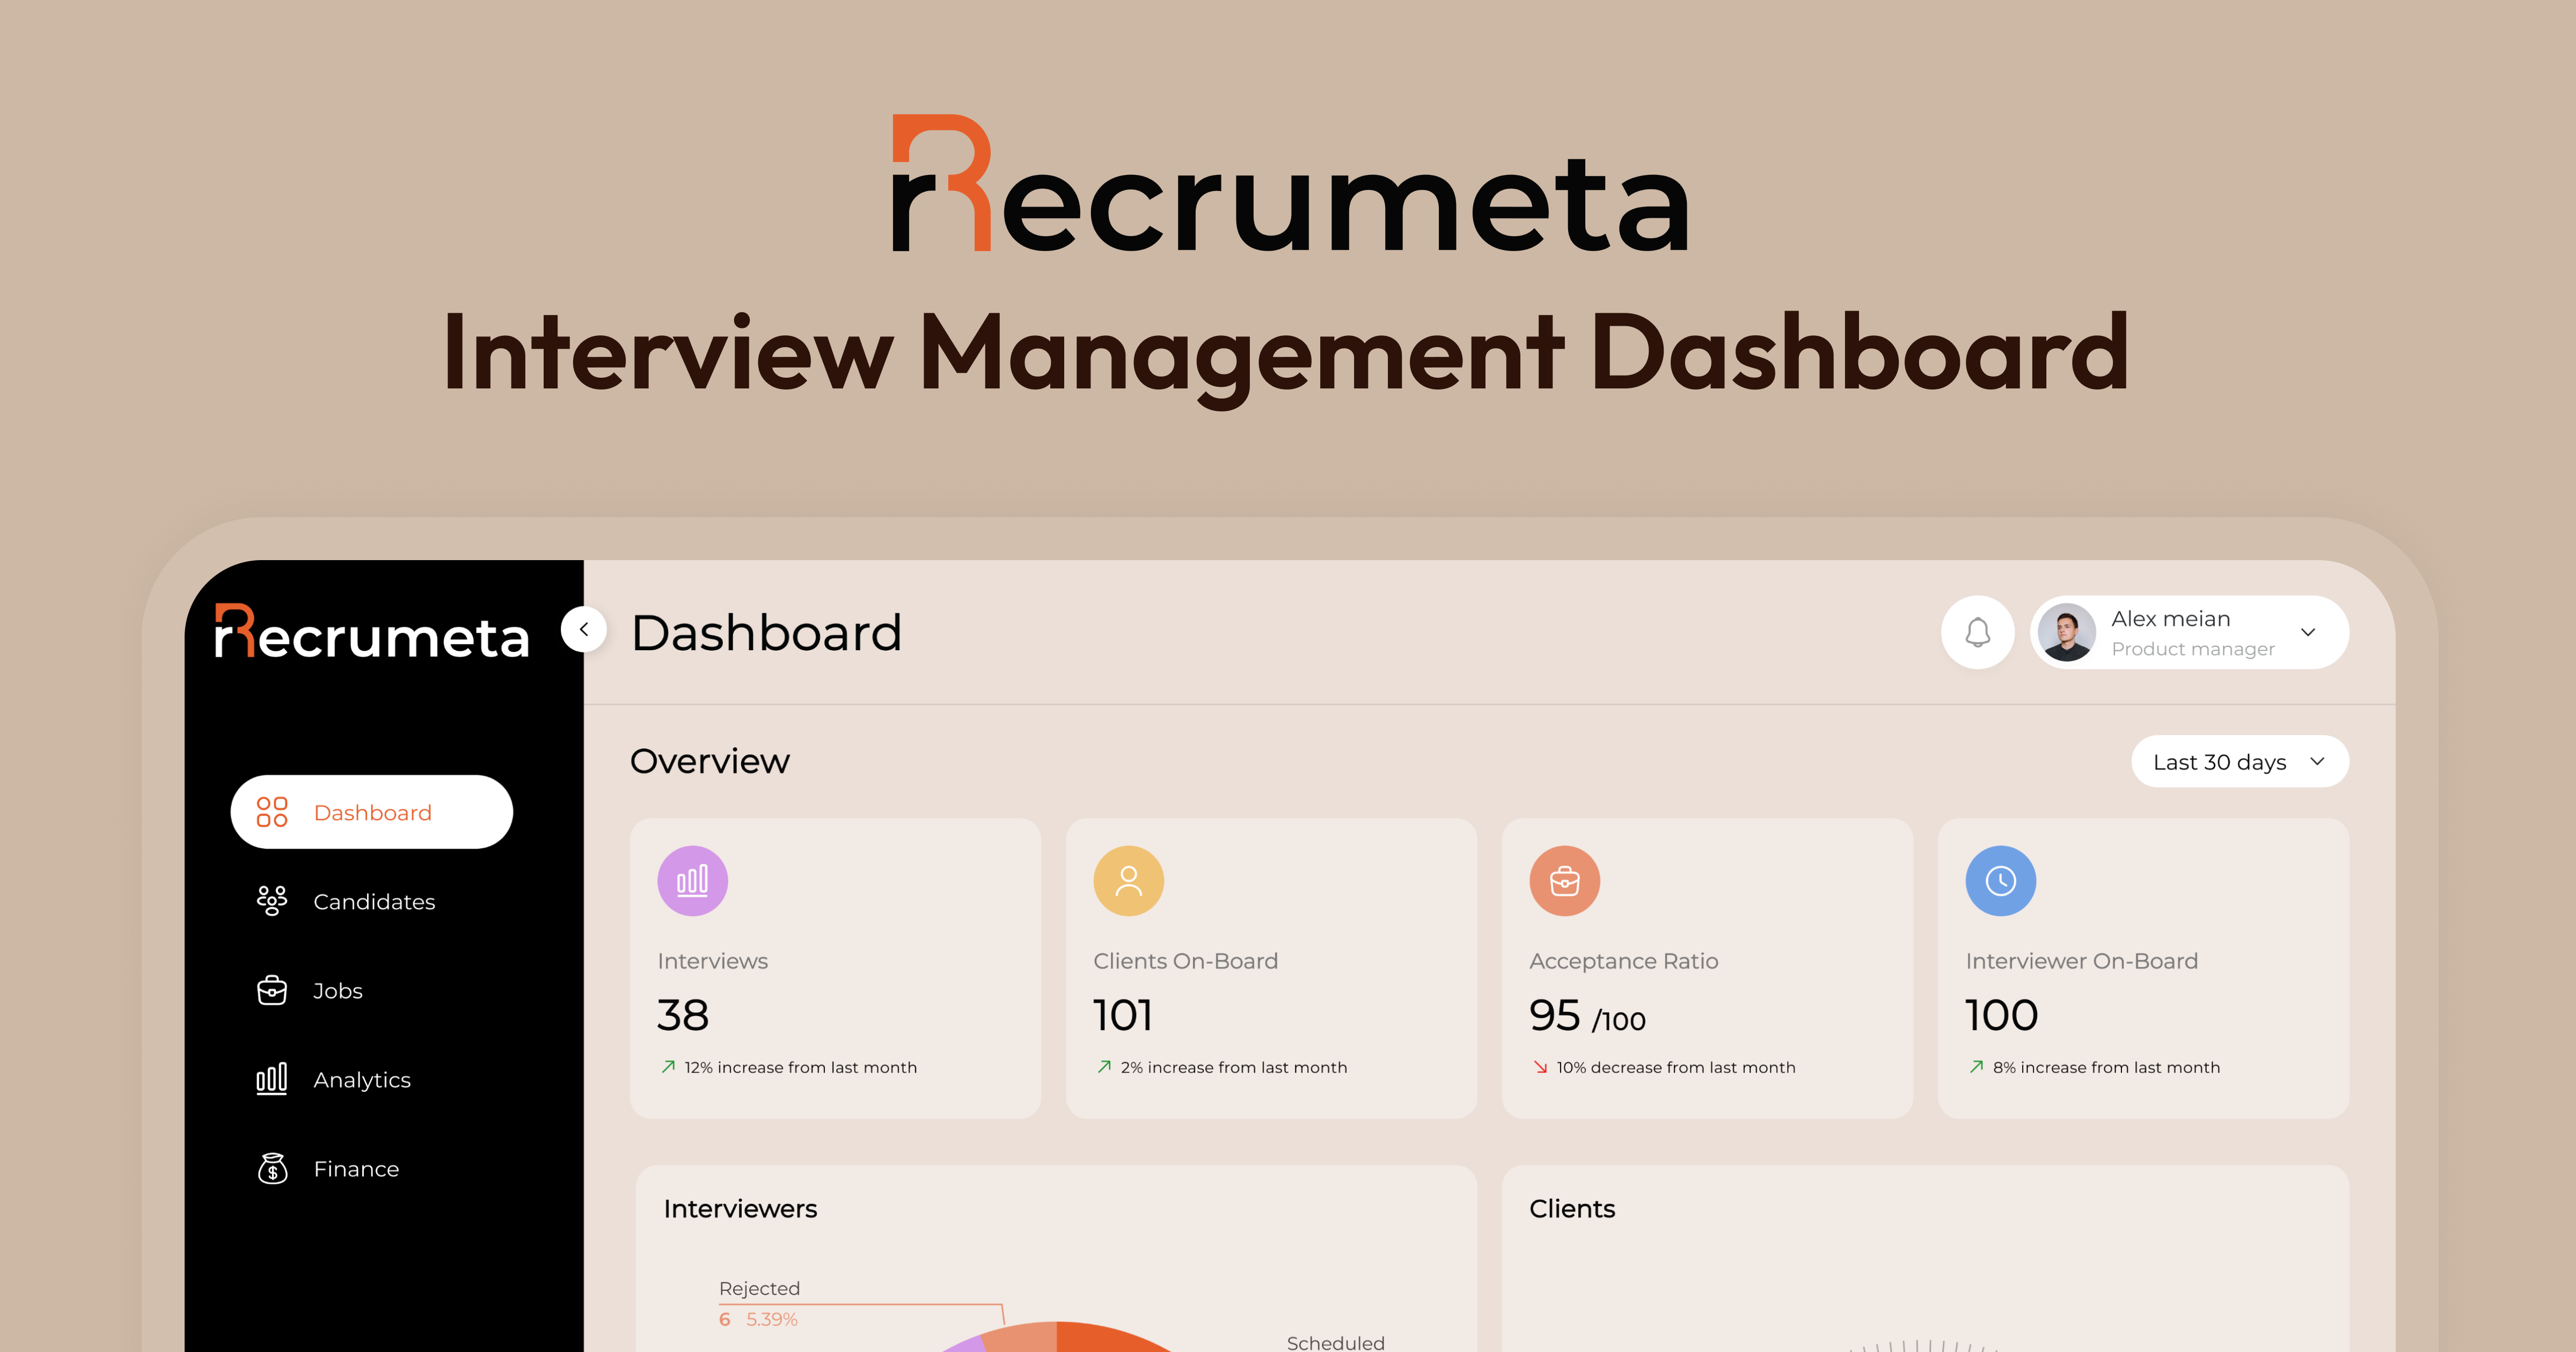 Recrumeta
Interview Management Dashboard
Recrumeta
Dashboard
Alex meian
Product manager
Overview
Last 30 days
Dashboard
Candidates
Jobs
Analytics
Finance
Interviews
38
12% increase from last month
Clients On-Board
101
2% increase from last month
Acceptance Ratio
95 /100
10% decrease from last month
Interviewer On-Board
100
8% increase from last month
Interviewers
Rejected
6 5.39%
Scheduled
Clients